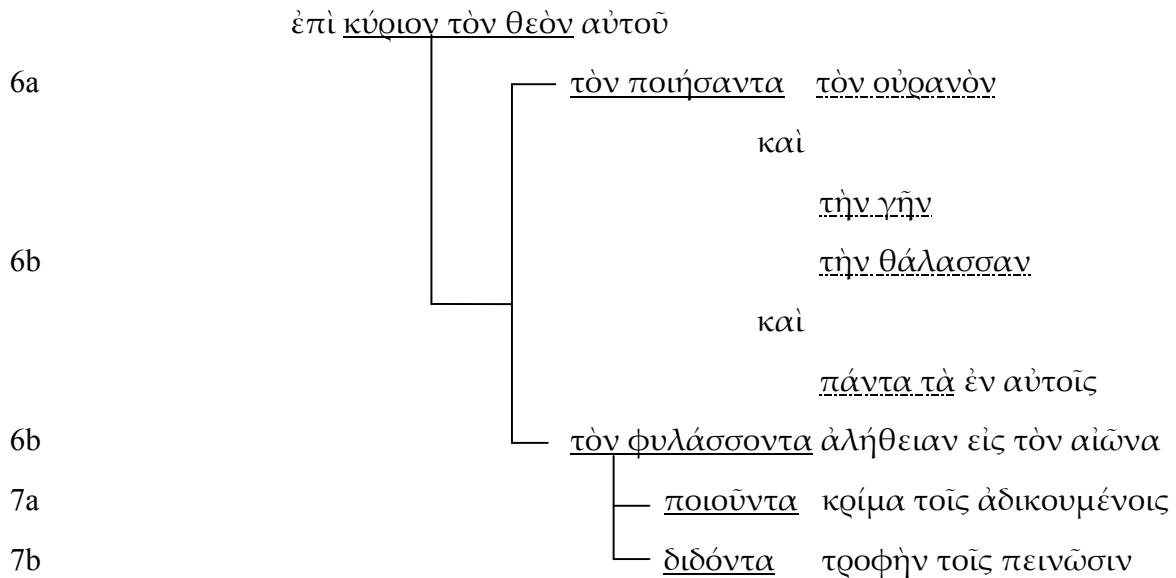 ἐπὶ κύριον τὸν θεὸν αὐτοῦ
6a τὸν ποιήσαντα τὸν οὐρανὸν
καὶ
τὴν γῆν
6b τὴν θάλασσαν
καὶ
πάντα τὰ ἐν αὐτοῖς
6b τὸν φυλάσσοντα ἀλήθειαν εἰς τὸν αἰῶνα
7a ποιοῦντα κρίμα τοῖς ἀδικουμένοις
7b διδόντα τροφὴν τοῖς πεινῶσιν